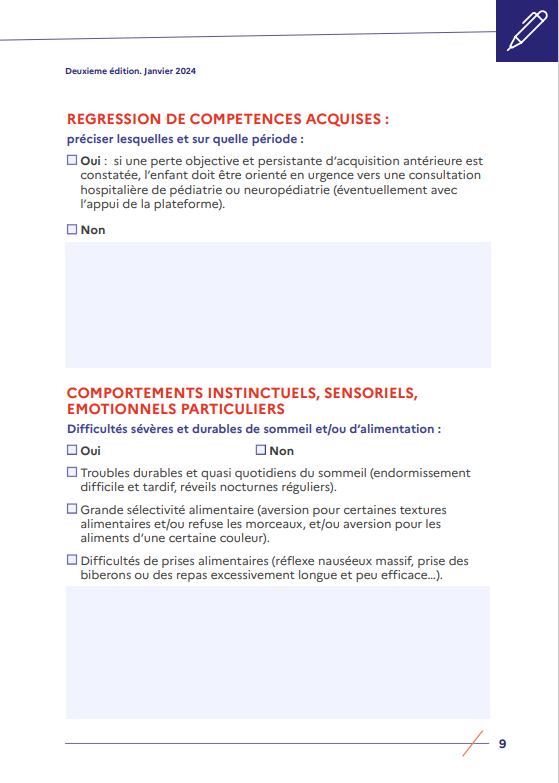 Deuxieme édition. Janvier 2024
REGRESSION DE COMPETENCES ACQUISES :
préciser lesquelles et sur quelle période :
Oui : si une perte objective et persistante d'acquisition antérieure est
constatée, l'enfant doit être orienté en urgence vers une consultation
hospitalière de pédiatrie ou neuropédiatrie (éventuellement avec
l'appui de la plateforme).
Non
COMPORTEMENTS INSTINCTUELS, SENSORIELS,
EMOTIONNELS PARTICULIERS
Difficultés sévères et durables de sommeil et/ou d'alimentation :
Oui Non
Troubles durables et quasi quotidiens du sommeil (endormissement
difficile et tardif, réveils nocturnes réguliers).
Grande sélectivité alimentaire (aversion pour certaines textures
alimentaires et/ou refuse les morceaux, et/ou aversion pour les
aliments d'une certaine couleur).
Difficultés de prises alimentaires (réflexe nauséeux massif, prise des
biberons ou des repas excessivement longue et peu efficace...).
9